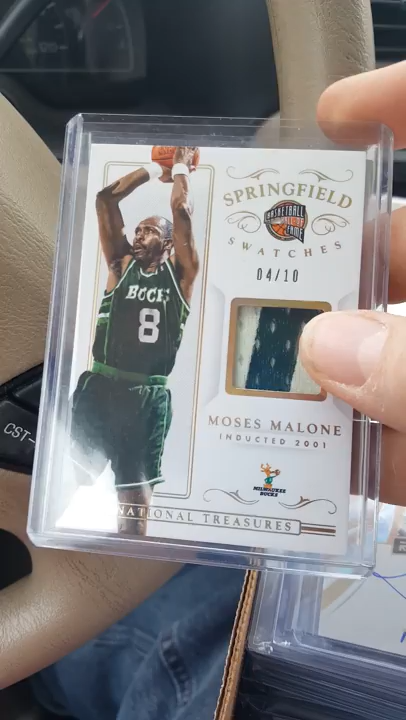 SPRINGFIELD
BASKETBALL
HALL OF
FAME
SWATCHES
04/10
BUCKS
8
MOSES MALONE
INDUCTED 2001
MILWAUKEE
BUCKS
NATIONAL TREASURES
CST-